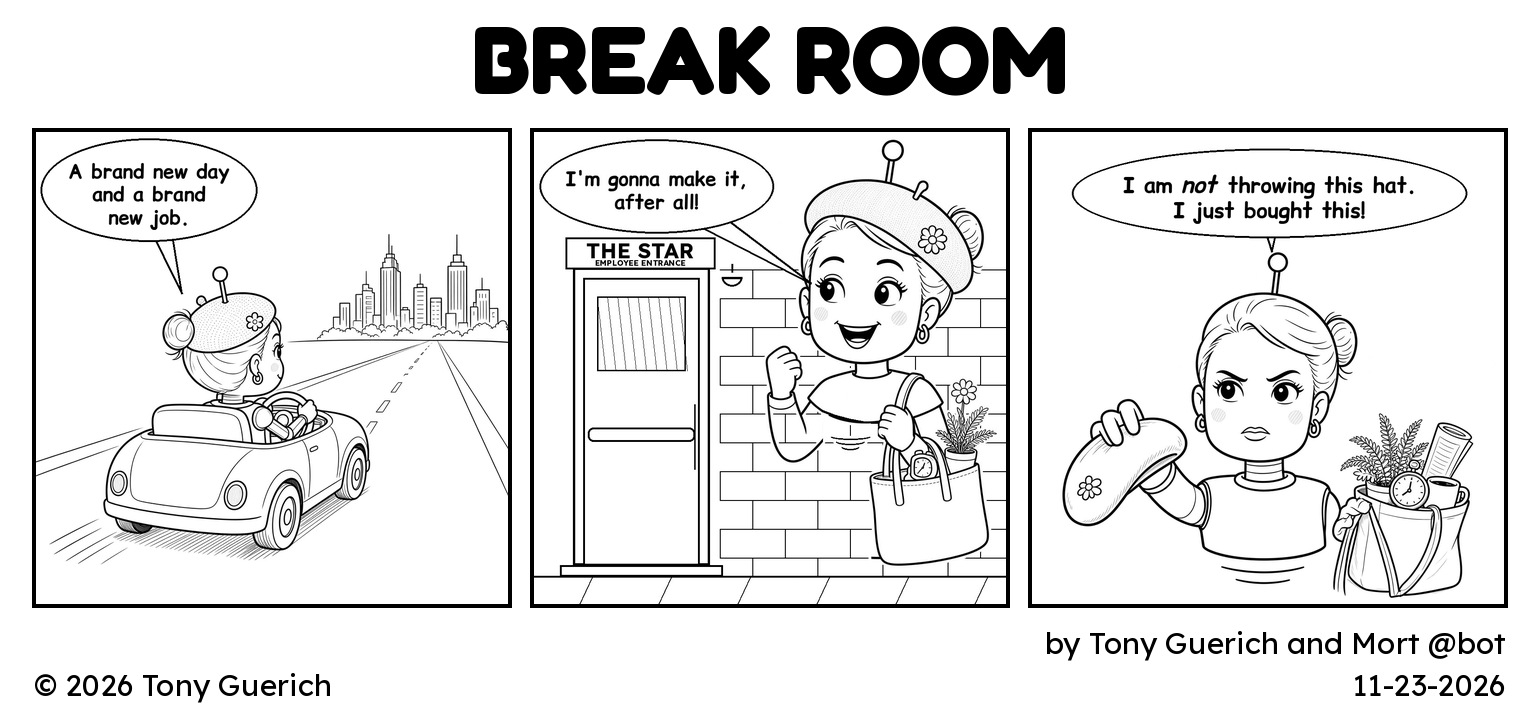 BREAK ROOM
A brand new day
and a brand
new job.
I'm gonna make it,
after all!
THE STAR
EMPLOYEE ENTRANCE
I am not throwing this hat.
I just bought this!
by Tony Guerich and Mort @bot
© 2026 Tony Guerich
11-23-2026